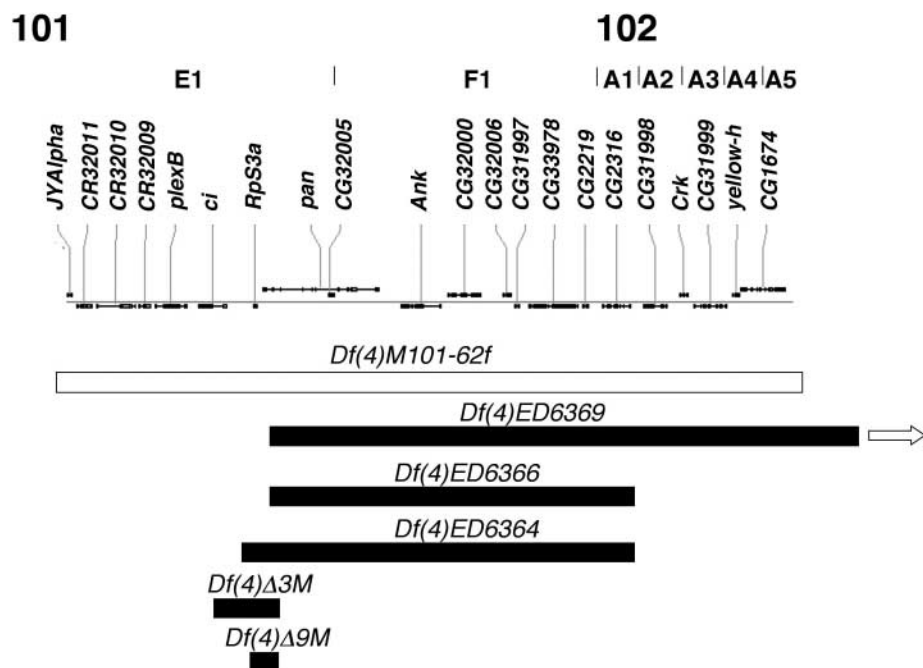 101 102
E1 F1 A1 A2 A3 A4 A5
JYAlpha CR32011 CR32010 CR32009 plexB ci RpS3a pan CG32005 Ank CG32000 CG32006 CG31997 CG33978 CG2219 CG2316 CG31998 Crk CG31999 yellow-h CG1674
Df(4)M101-62f
Df(4)ED6369
Df(4)ED6366
Df(4)ED6364
Df(4)Δ3M
Df(4)Δ9M